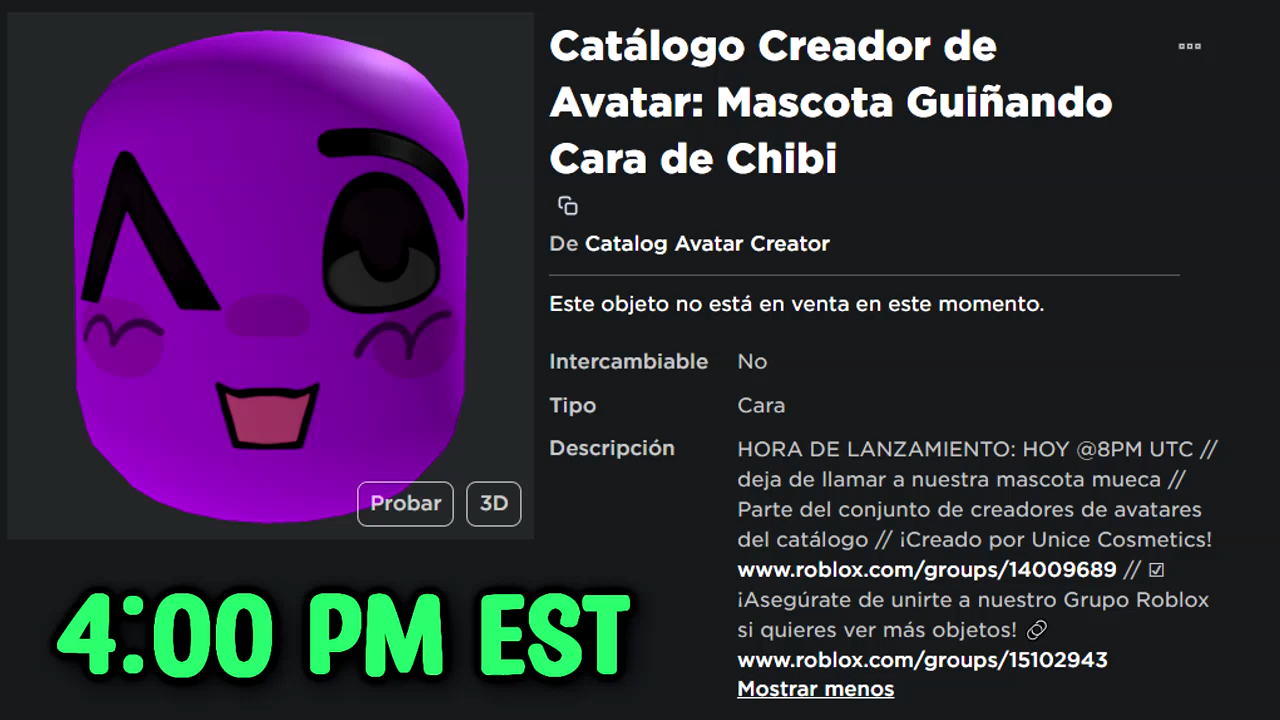 Catálogo Creador de
Avatar: Mascota Guiñando
Cara de Chibi
De Catalog Avatar Creator
Este objeto no está en venta en este momento.
Intercambiable No
Tipo Cara
Descripción HORA DE LANZAMIENTO: HOY @8PM UTC //
deja de llamar a nuestra mascota mueca //
Parte del conjunto de creadores de avatares
del catálogo // ¡Creado por Unice Cosmetics!
www.roblox.com/groups/14009689 // ☑
¡Asegúrate de unirte a nuestro Grupo Roblox
si quieres ver más objetos! 🔗
www.roblox.com/groups/15102943
Mostrar menos
Probar 3D
4:00 PM EST